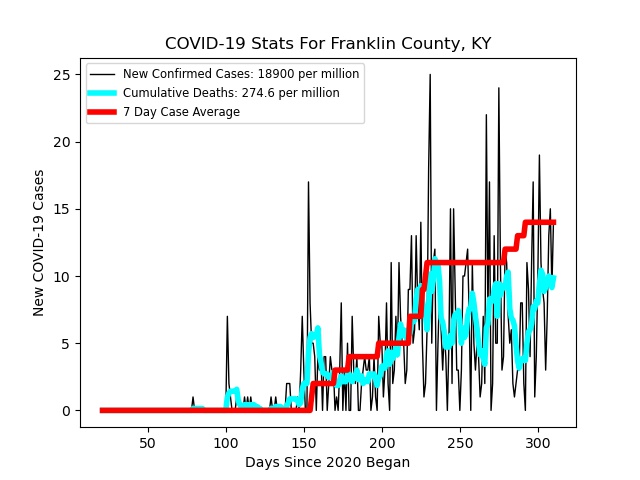 COVID-19 Stats For Franklin County, KY
New Confirmed Cases: 18900 per million
Cumulative Deaths: 274.6 per million
7 Day Case Average
New COVID-19 Cases
25
20
15
10
5
0
50 100 150 200 250 300
Days Since 2020 Began